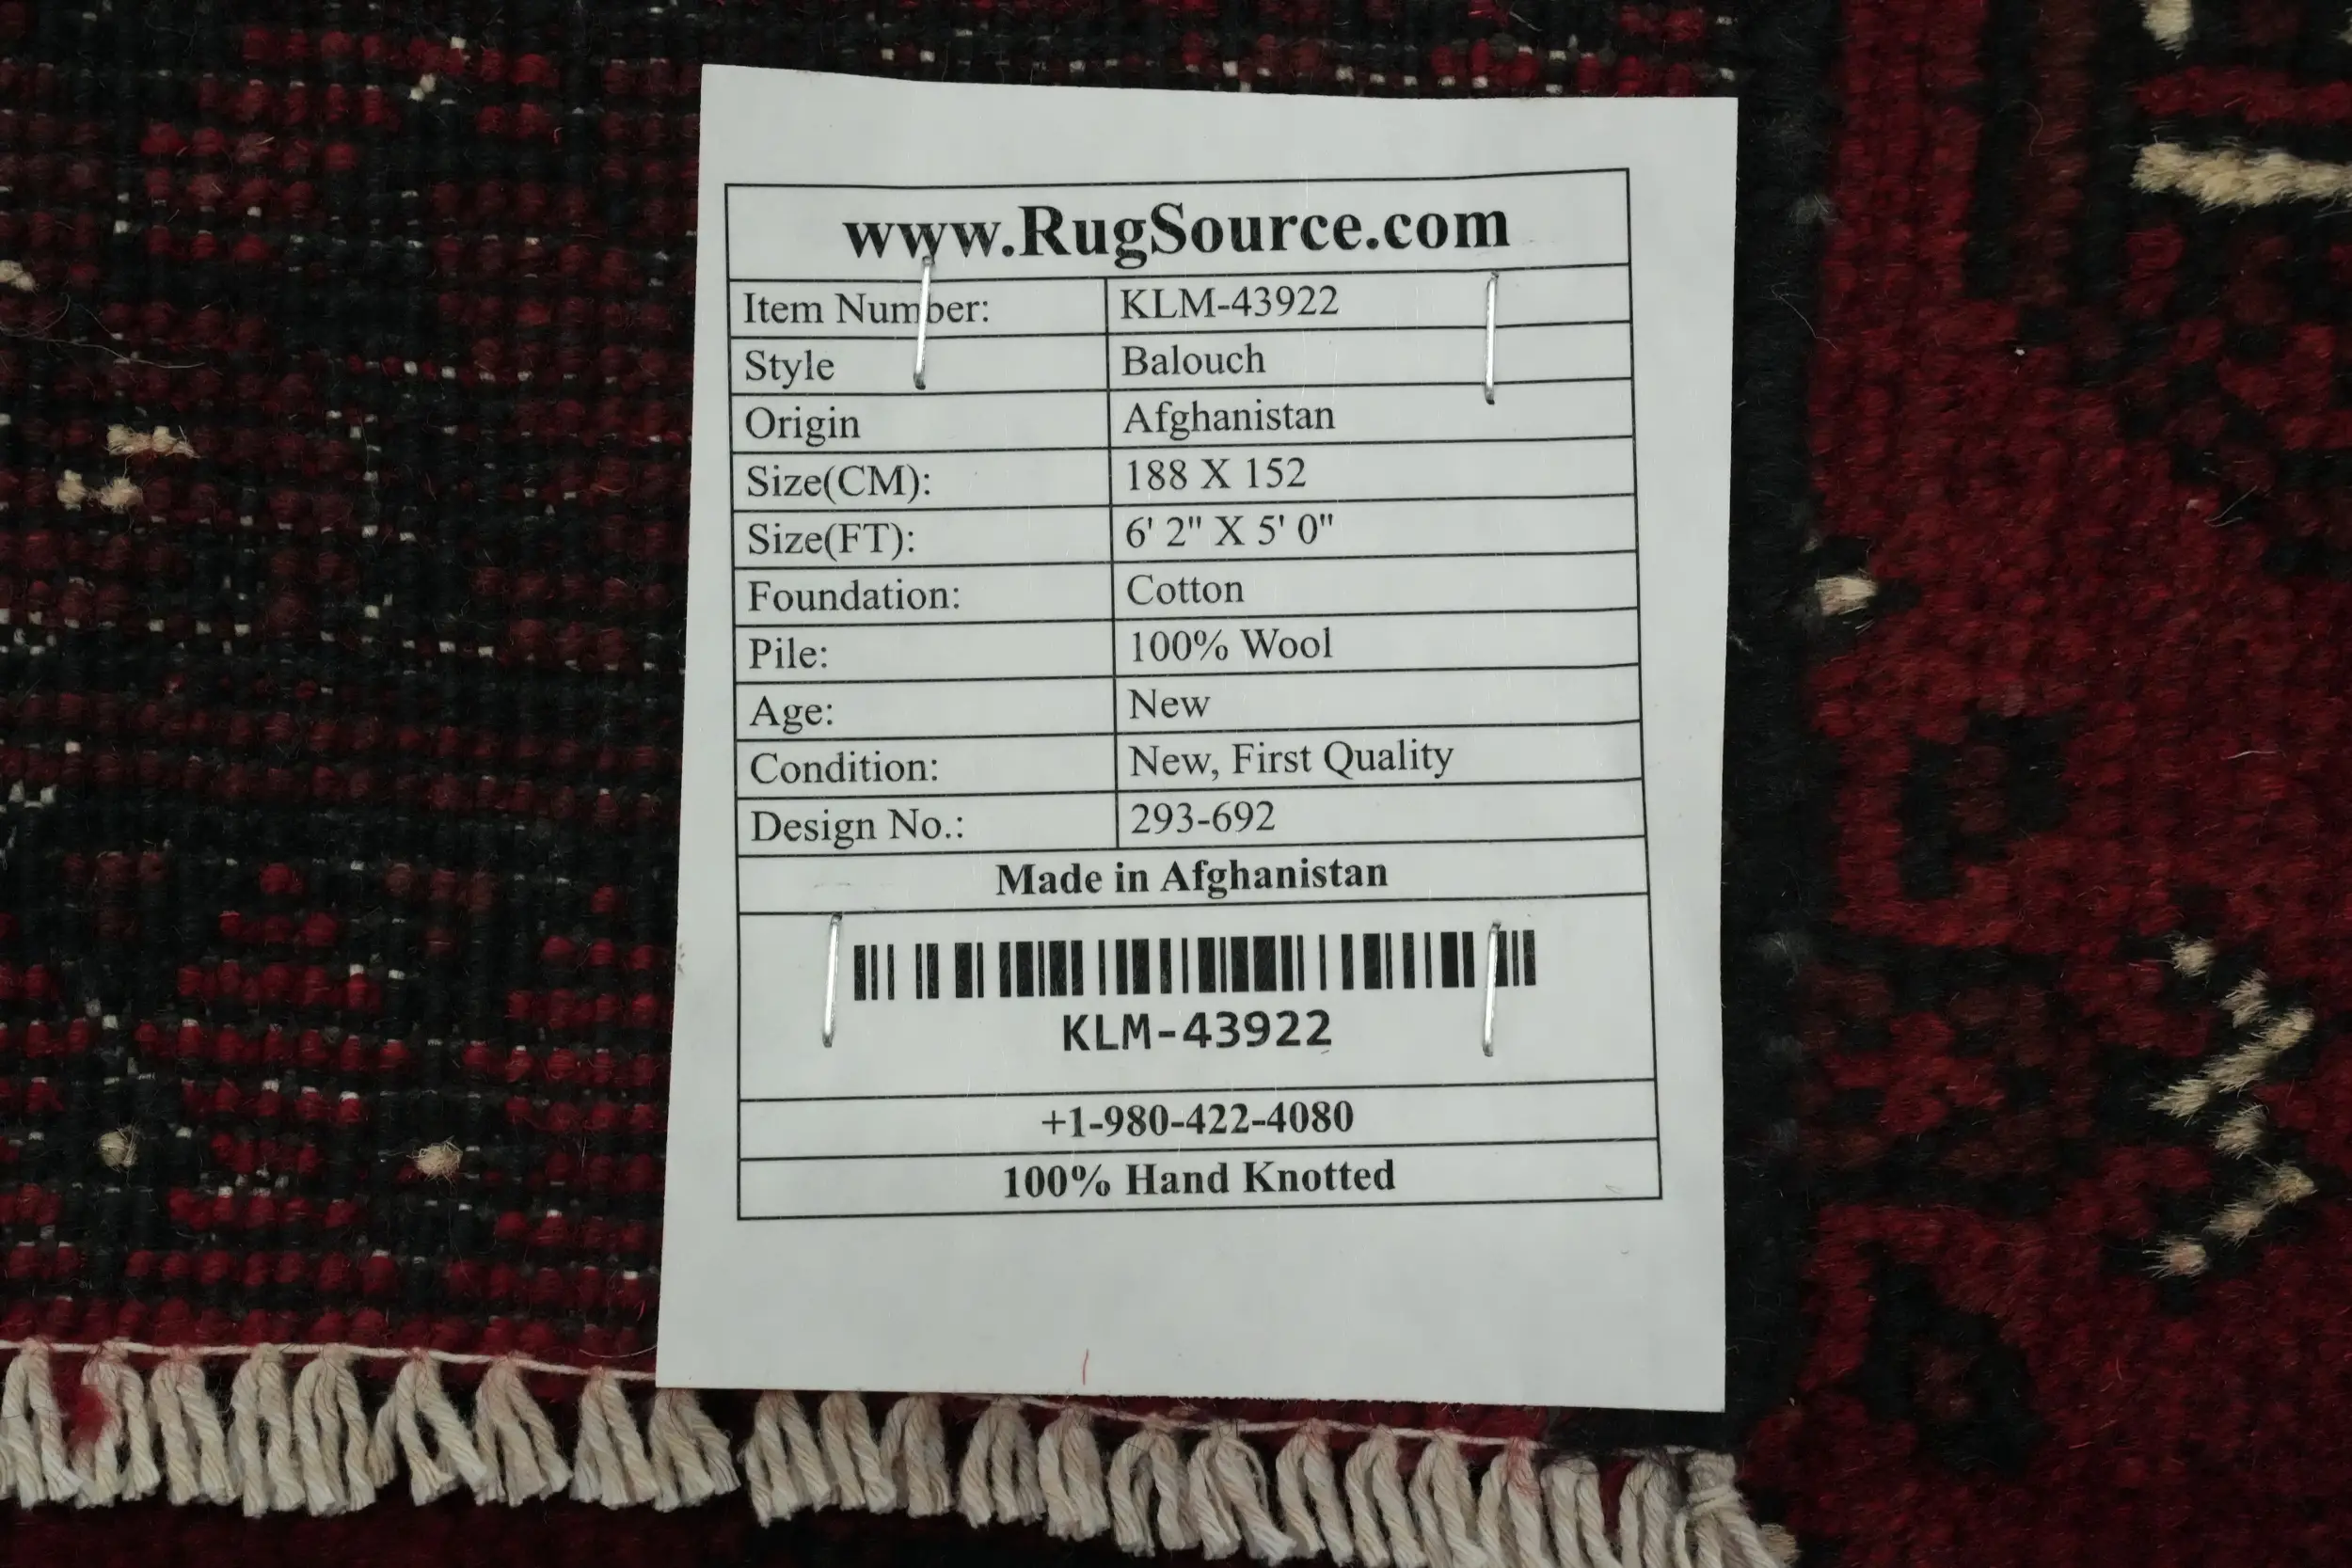 www.RugSource.com
Item Number: KLM-43922
Style Balouch
Origin Afghanistan
Size(CM): 188 X 152
Size(FT): 6' 2" X 5' 0"
Foundation: Cotton
Pile: 100% Wool
Age: New
Condition: New, First Quality
Design No.: 293-692
Made in Afghanistan
KLM-43922
+1-980-422-4080
100% Hand Knotted